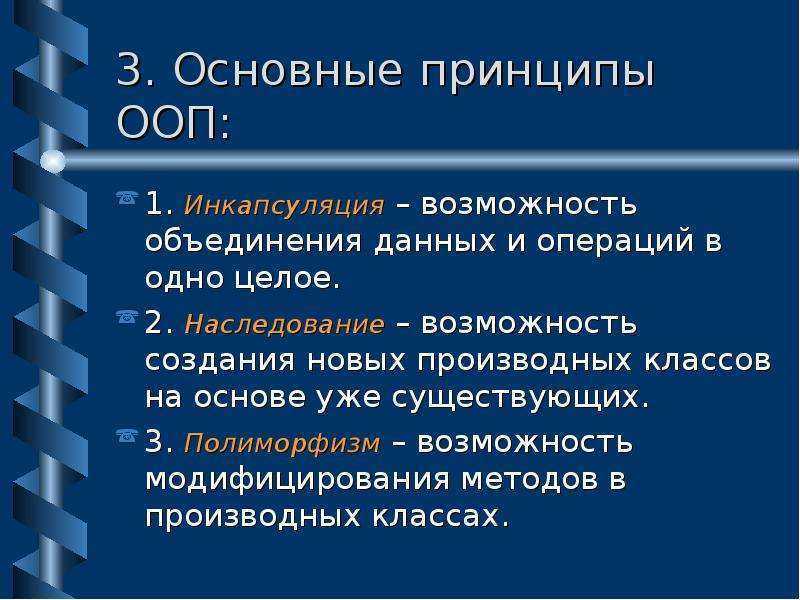 3. Основные принципы
ООП:
1. Инкапсуляция – возможность
объединения данных и операций в
одно целое.
2. Наследование – возможность
создания новых производных классов
на основе уже существующих.
3. Полиморфизм – возможность
модифицирования методов в
производных классах.